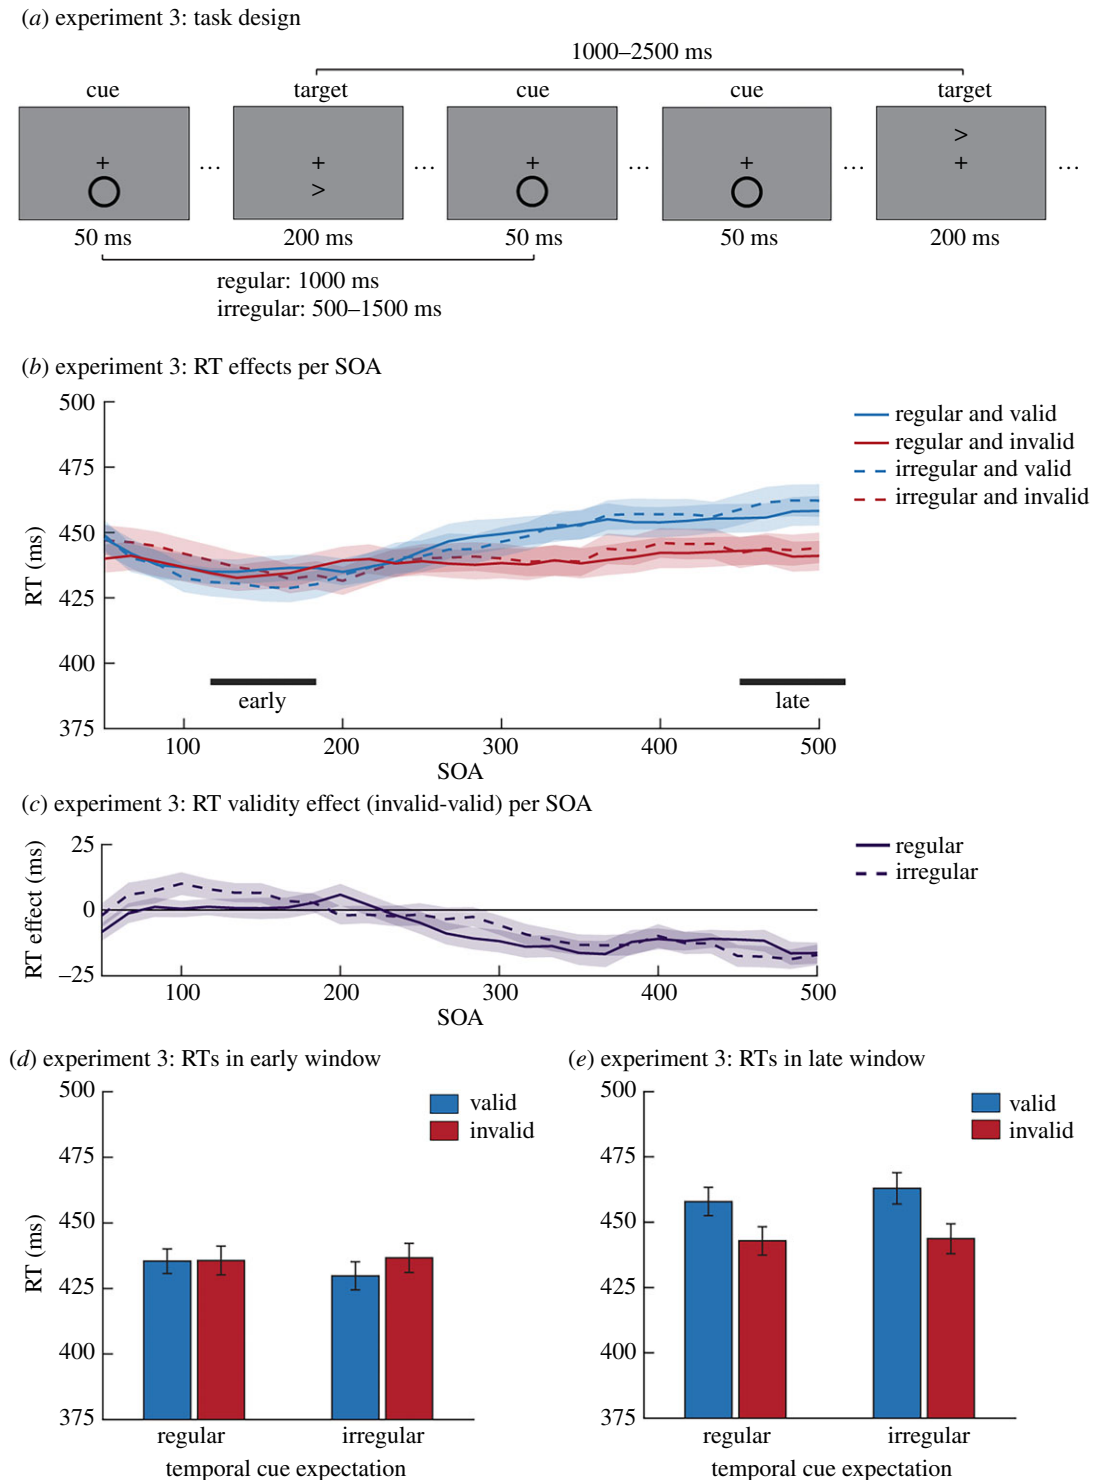 (a) experiment 3: task design
1000–2500 ms
cue target cue cue target
+ + + + >
> +
... ... ... ... ...
50 ms 200 ms 50 ms 50 ms 200 ms
regular: 1000 ms
irregular: 500–1500 ms
(b) experiment 3: RT effects per SOA
500
475
450
425
400
375
RT (ms)
regular and valid
regular and invalid
irregular and valid
irregular and invalid
early late
100 200 300 400 500
SOA
(c) experiment 3: RT validity effect (invalid-valid) per SOA
25
0
–25
RT effect (ms)
regular
irregular
100 200 300 400 500
SOA
(d) experiment 3: RTs in early window
500
475
450
425
400
375
RT (ms)
valid
invalid
regular irregular
temporal cue expectation
(e) experiment 3: RTs in late window
500
475
450
425
400
375
valid
invalid
regular irregular
temporal cue expectation